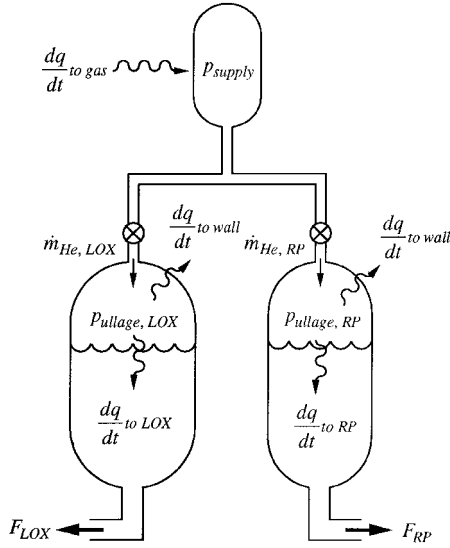 dq/dt to gas
p_supply
ṁ_He, LOX
dq/dt to wall
ṁ_He, RP
dq/dt to wall
p_ullage, LOX
p_ullage, RP
dq/dt to LOX
dq/dt to RP
F_LOX
F_RP